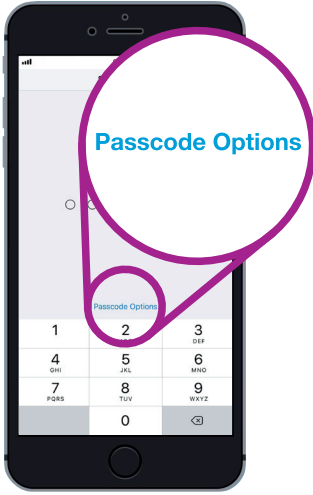 Passcode Options
Passcode Options
1 2 3
DEF
4 5 6
GHI JKL MNO
7 8 9
PQRS TUV WXYZ
0